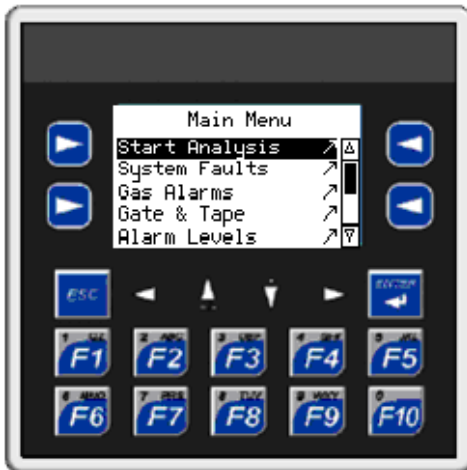 Main Menu
Start Analysis
System Faults
Gas Alarms
Gate & Tape
Alarm Levels
ESC
ENTER
F1 F2 F3 F4 F5
F6 F7 F8 F9 F10